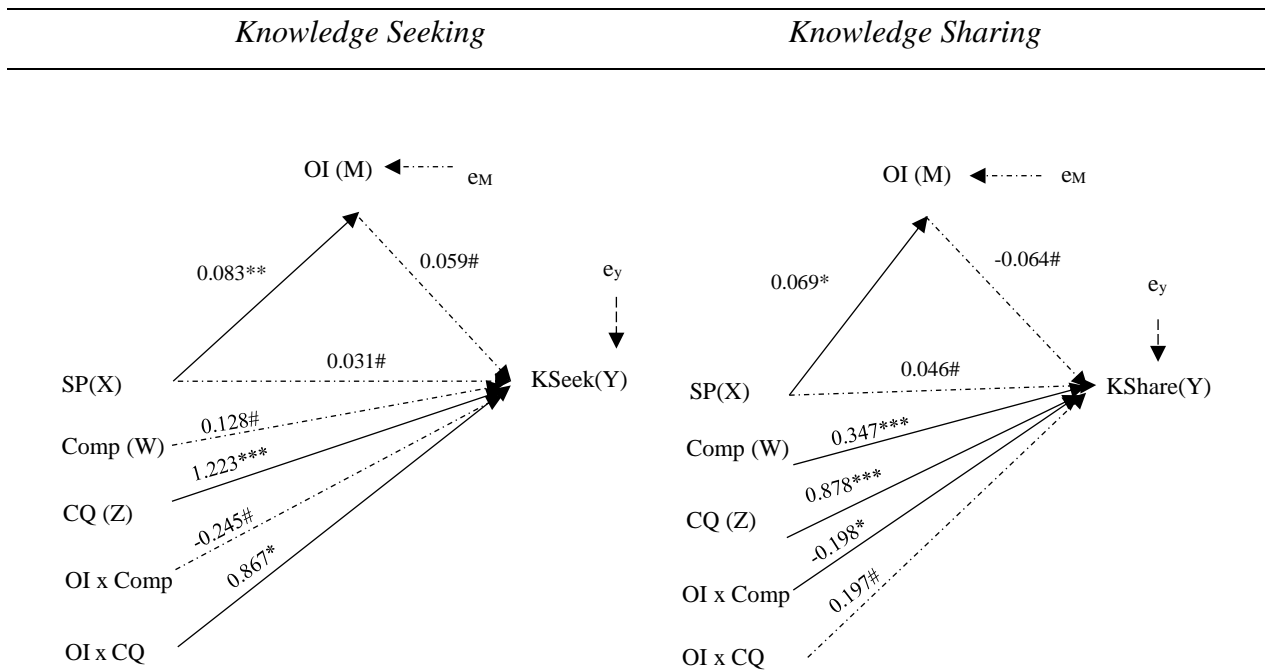 Knowledge Seeking
Knowledge Sharing
OI (M)
eM
0.083**
0.059#
ey
SP(X)
0.031#
KSeek(Y)
Comp (W)
0.128#
1.223***
CQ (Z)
-0.245#
OI x Comp
0.867*
OI x CQ
OI (M)
eM
0.069*
-0.064#
ey
SP(X)
0.046#
KShare(Y)
Comp (W)
0.347***
0.878***
CQ (Z)
-0.198*
OI x Comp
0.197#
OI x CQ